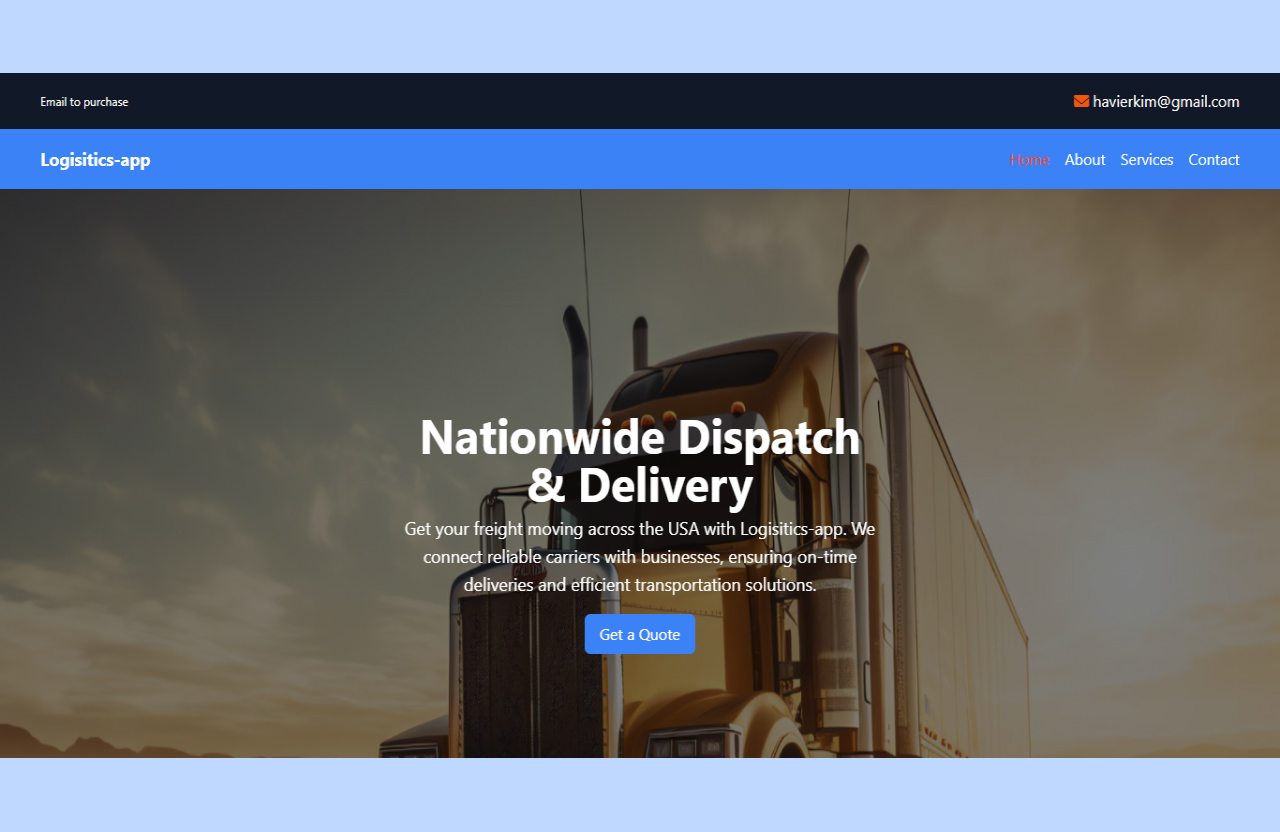 Email to purchase
havierkim@gmail.com
Logisitics-app
Home About Services Contact
Nationwide Dispatch
& Delivery
Get your freight moving across the USA with Logisitics-app. We
connect reliable carriers with businesses, ensuring on-time
deliveries and efficient transportation solutions.
Get a Quote